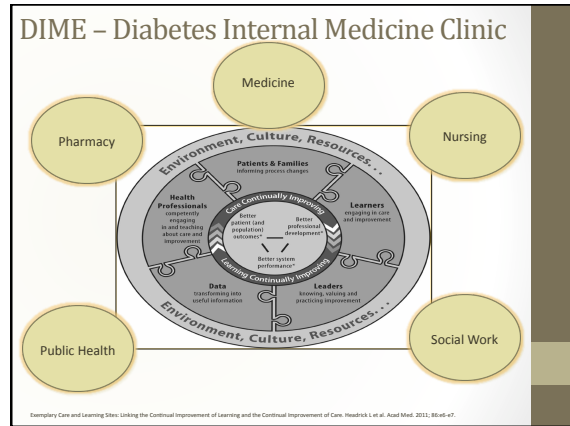 DIME – Diabetes Internal Medicine Clinic
Medicine
Pharmacy
Nursing
Environment, Culture, Resources. . .
Patients & Families
informing process changes
Health
Professionals
competently
engaging
in and teaching
about care and
improvement
Learners
engaging in care
and improvement
Care Continually Improving
Better
patient (and
population)
outcomes*
Better
professional
development*
Better system
performance*
Learning Continually Improving
Data
transforming into
useful information
Leaders
knowing, valuing and
practicing improvement
Environment, Culture, Resources. . .
Public Health
Social Work
Exemplary Care and Learning Sites: Linking the Continual Improvement of Learning and the Continual Improvement of Care. Headrick L et al. Acad Med. 2011; 86:e6-e7.